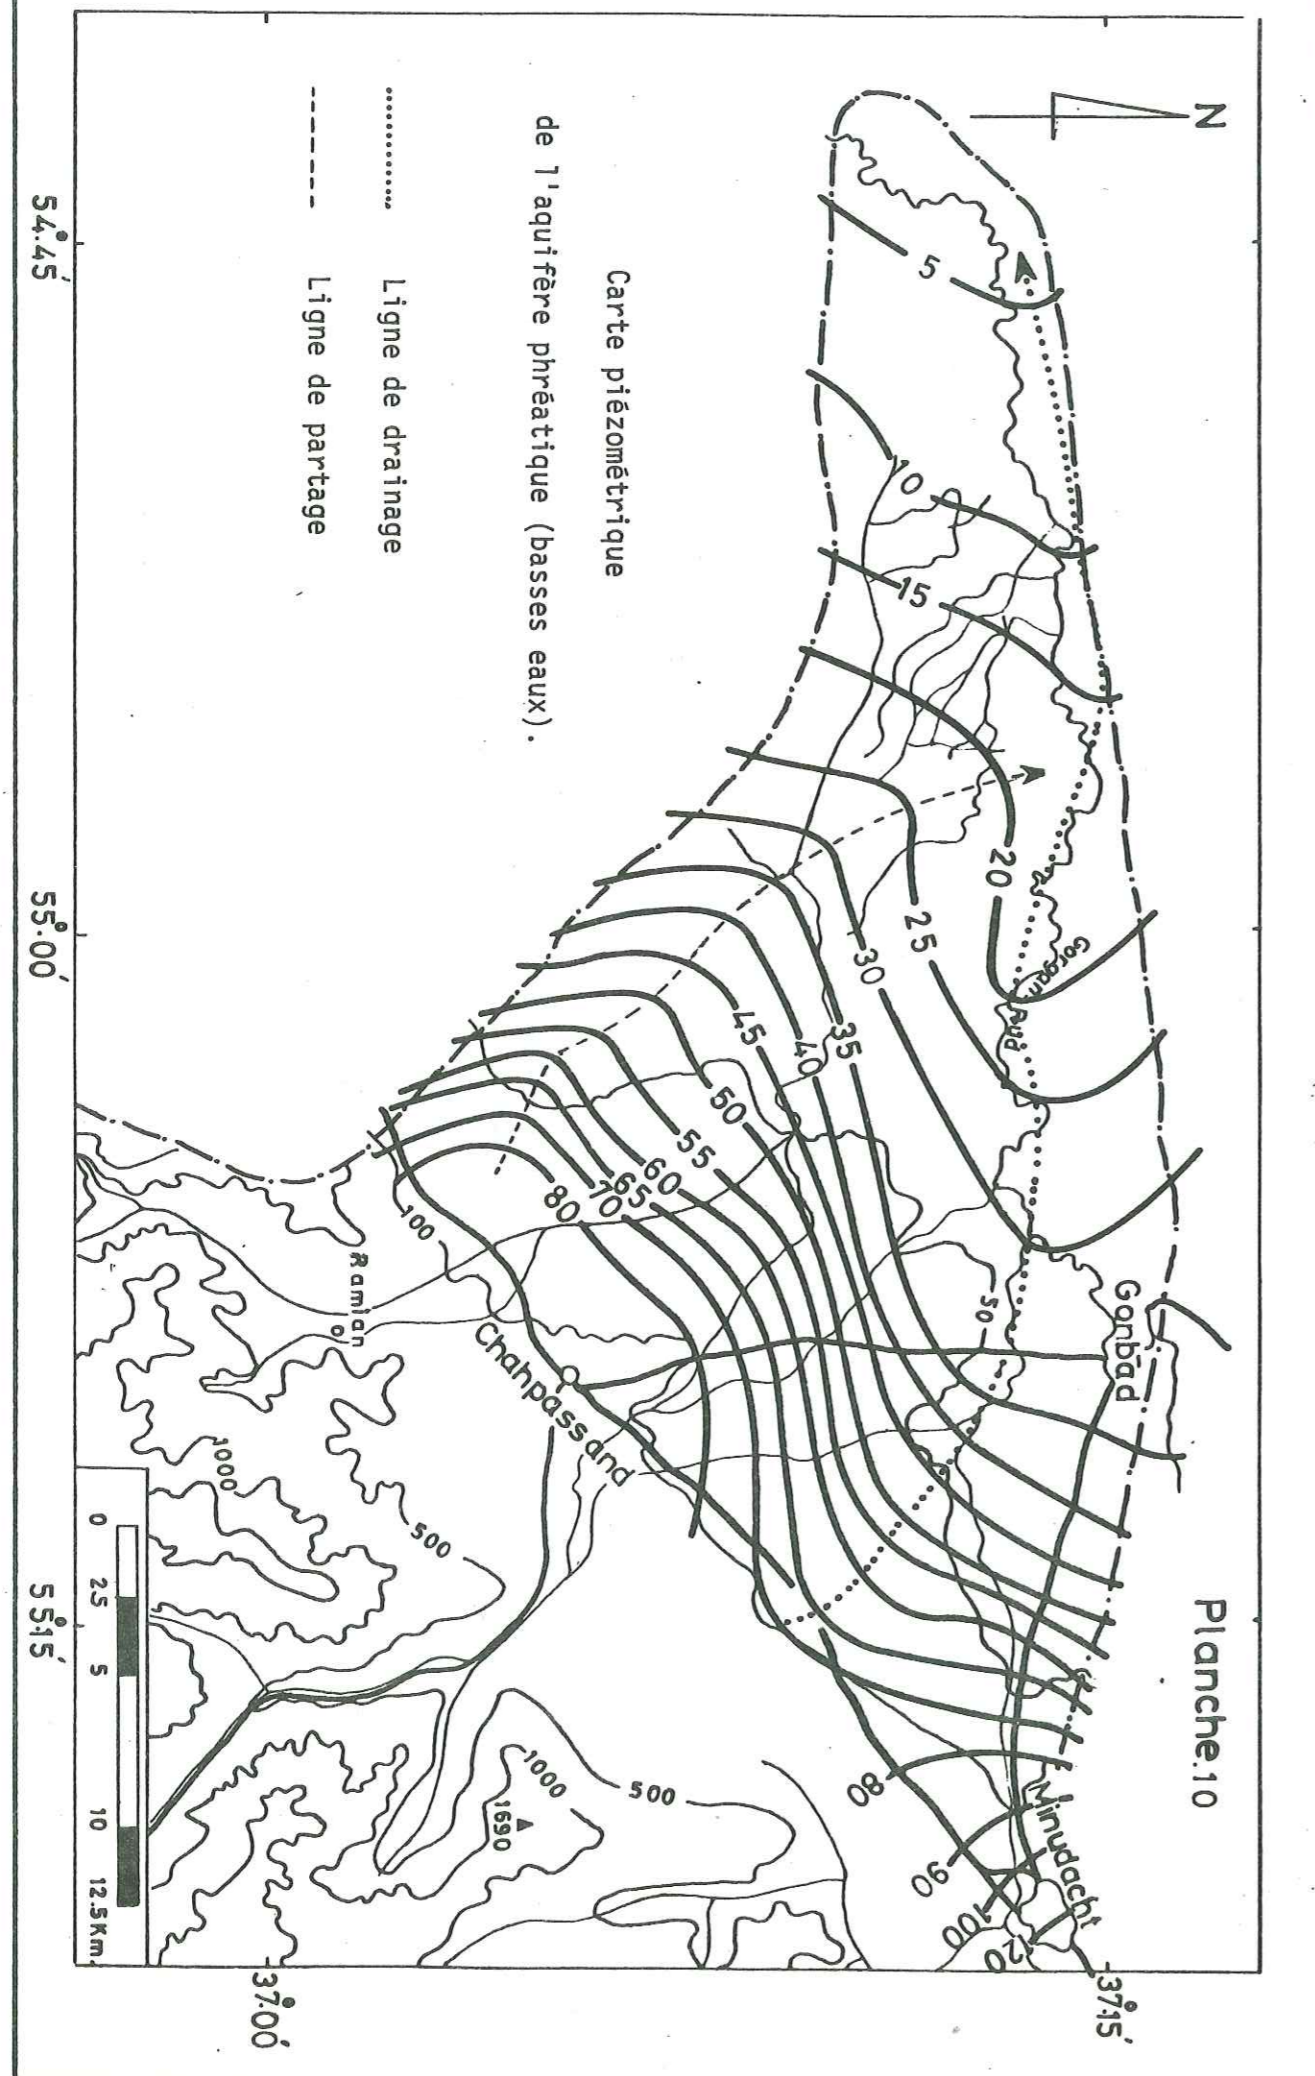 Planche.10
N
Carte piézométrique
de l'aquifère phréatique (basses eaux).
Ligne de drainage
Ligne de partage
5
10
15
20
25
30
35
40
45
50
55
60
65
70
80
80
90
100
120
Gorgan Rud
50
Gonbad
Minudacht
Chahpassand
Ramian
100
500
1000
500
1000
1690
0
2.5
5
10
12.5Km.
54°.45'
55°.00'
55°.15'
37°.00'
37°.15'